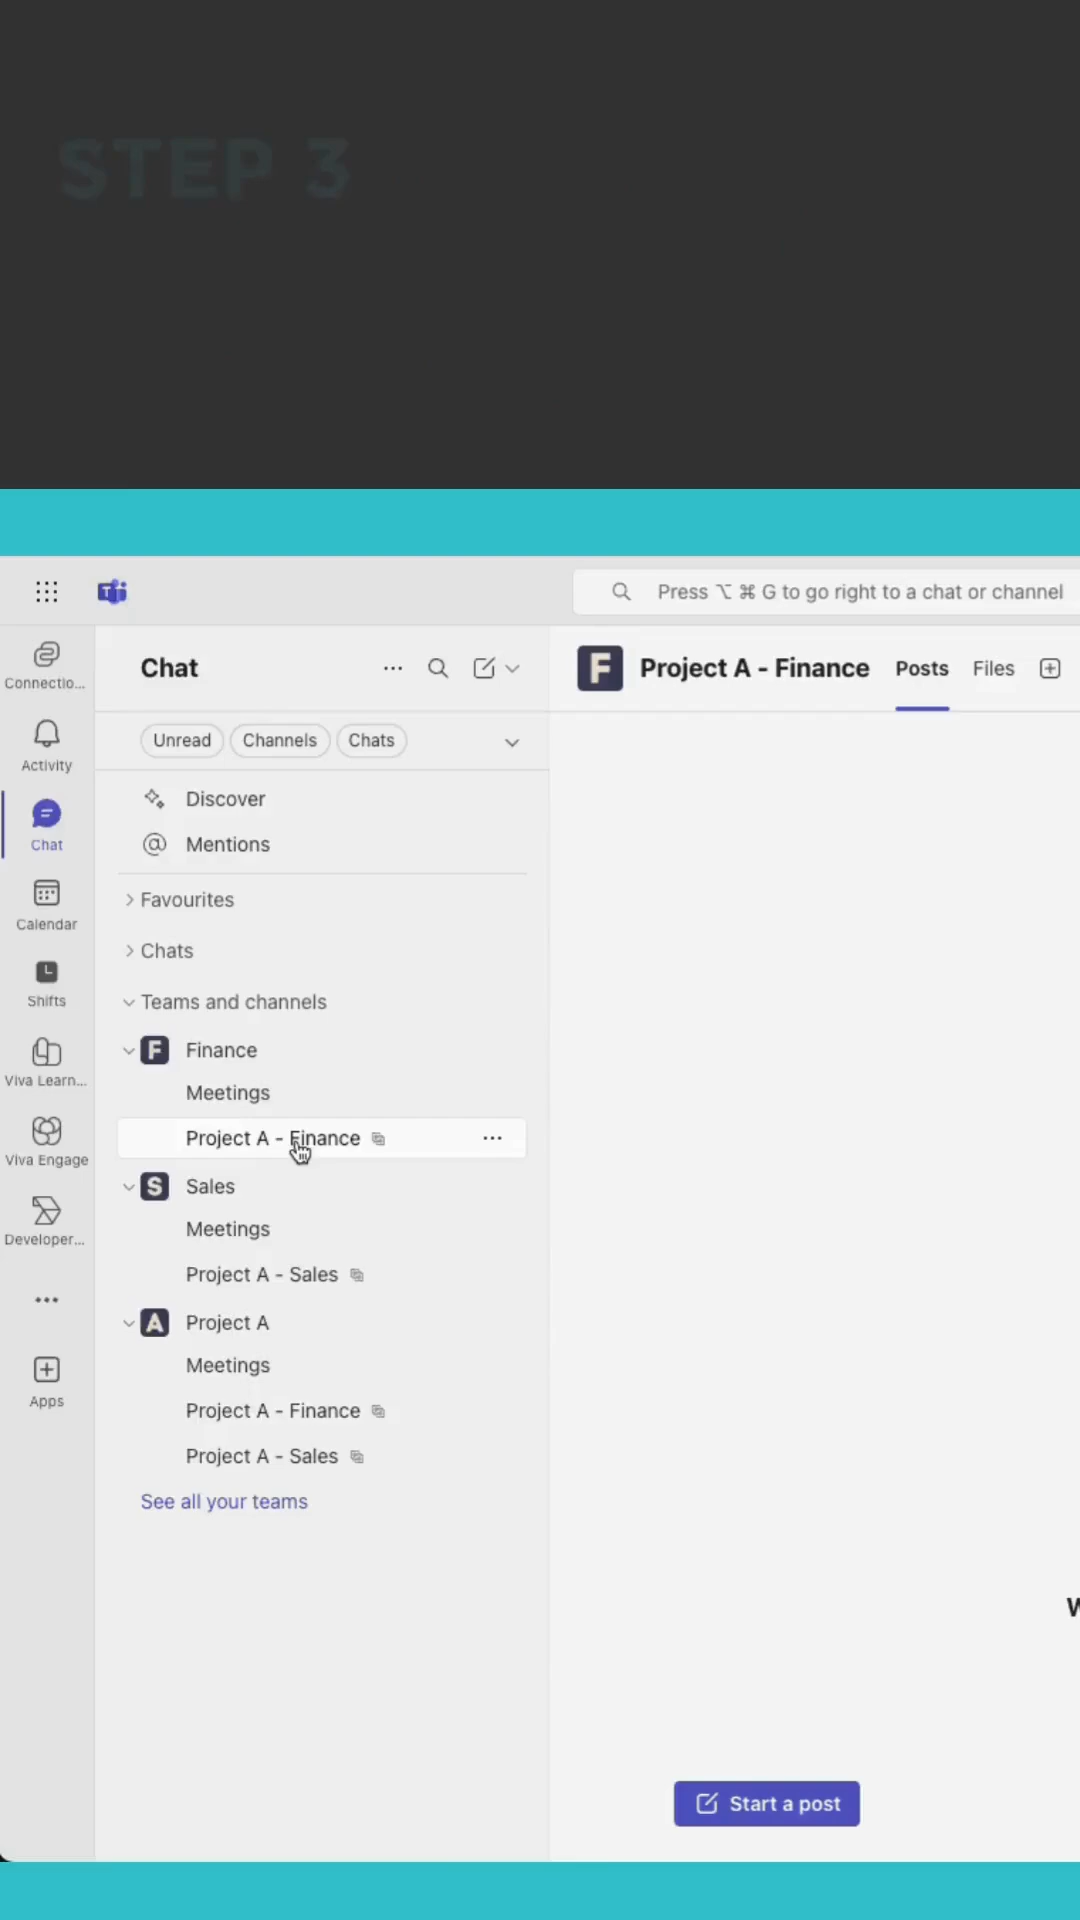 STEP 3
Press ⌥ ⌘ G to go right to a chat or channel
Connectio...
Activity
Chat
Calendar
Shifts
Viva Learn...
Viva Engage
Developer...
Apps
Chat
Unread
Channels
Chats
Discover
Mentions
Favourites
Chats
Teams and channels
F
Finance
Meetings
Project A - Finance
S
Sales
Meetings
Project A - Sales
A
Project A
Meetings
Project A - Finance
Project A - Sales
See all your teams
F
Project A - Finance
Posts
Files
Start a post